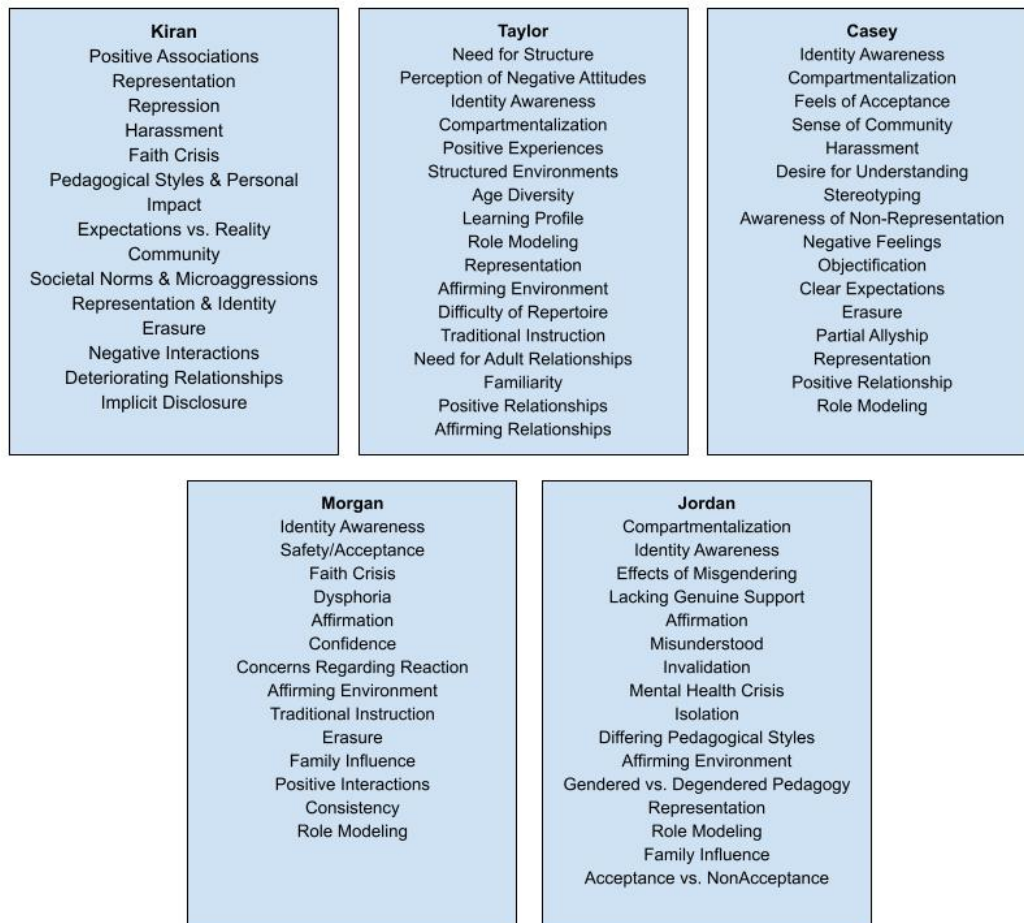 Kiran
Positive Associations
Representation
Repression
Harassment
Faith Crisis
Pedagogical Styles & Personal
Impact
Expectations vs. Reality
Community
Societal Norms & Microaggressions
Representation & Identity
Erasure
Negative Interactions
Deteriorating Relationships
Implicit Disclosure
Taylor
Need for Structure
Perception of Negative Attitudes
Identity Awareness
Compartmentalization
Positive Experiences
Structured Environments
Age Diversity
Learning Profile
Role Modeling
Representation
Affirming Environment
Difficulty of Repertoire
Traditional Instruction
Need for Adult Relationships
Familiarity
Positive Relationships
Affirming Relationships
Casey
Identity Awareness
Compartmentalization
Feels of Acceptance
Sense of Community
Harassment
Desire for Understanding
Stereotyping
Awareness of Non-Representation
Negative Feelings
Objectification
Clear Expectations
Erasure
Partial Allyship
Representation
Positive Relationship
Role Modeling
Morgan
Identity Awareness
Safety/Acceptance
Faith Crisis
Dysphoria
Affirmation
Confidence
Concerns Regarding Reaction
Affirming Environment
Traditional Instruction
Erasure
Family Influence
Positive Interactions
Consistency
Role Modeling
Jordan
Compartmentalization
Identity Awareness
Effects of Misgendering
Lacking Genuine Support
Affirmation
Misunderstood
Invalidation
Mental Health Crisis
Isolation
Differing Pedagogical Styles
Affirming Environment
Gendered vs. Degendered Pedagogy
Representation
Role Modeling
Family Influence
Acceptance vs. NonAcceptance